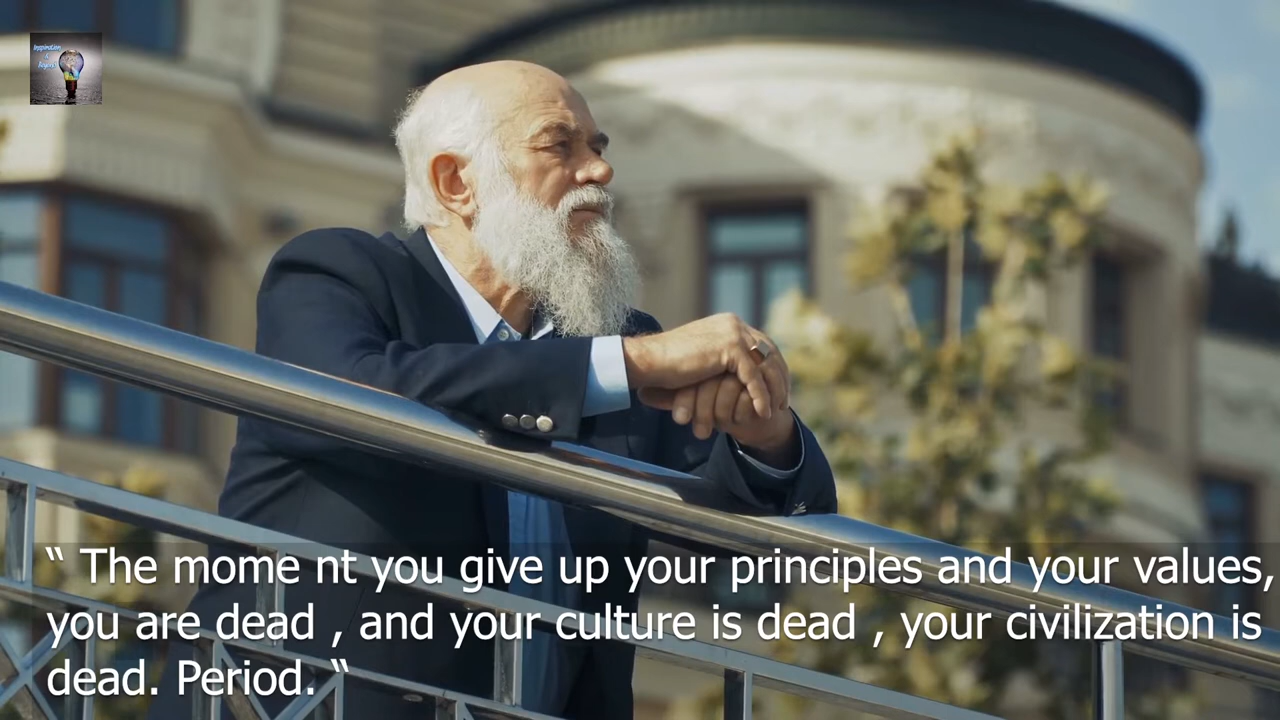 Inspiration
&
“ The mome nt you give up your principles and your values,
you are dead , and your culture is dead , your civilization is
dead. Period. “